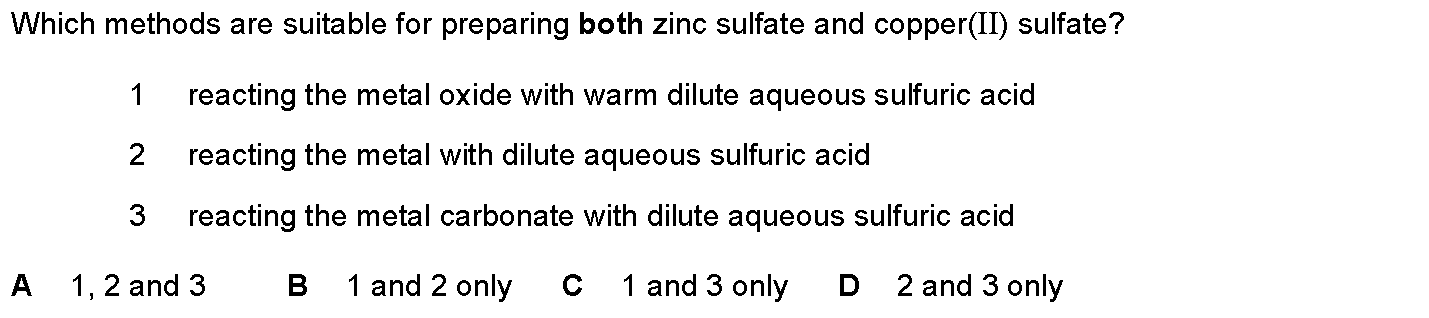 Which methods are suitable for preparing both zinc sulfate and copper(II) sulfate?
1 reacting the metal oxide with warm dilute aqueous sulfuric acid
2 reacting the metal with dilute aqueous sulfuric acid
3 reacting the metal carbonate with dilute aqueous sulfuric acid
A 1, 2 and 3 B 1 and 2 only C 1 and 3 only D 2 and 3 only